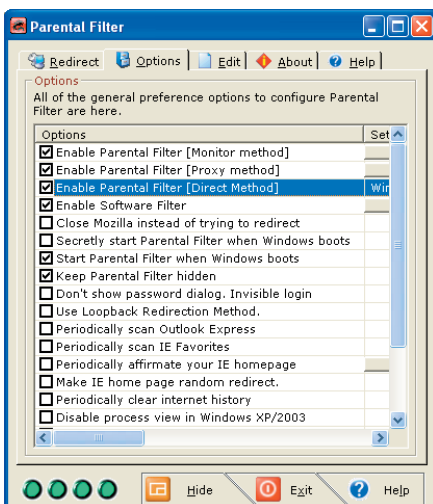 Parental Filter
Redirect Options Edit About Help
Options
All of the general preference options to configure Parental
Filter are here.
Options Set
Enable Parental Filter [Monitor method]
Enable Parental Filter [Proxy method]
Enable Parental Filter [Direct Method] Win
Enable Software Filter
Close Mozilla instead of trying to redirect
Secretly start Parental Filter when Windows boots
Start Parental Filter when Windows boots
Keep Parental Filter hidden
Don't show password dialog. Invisible login
Use Loopback Redirection Method.
Periodically scan Outlook Express
Periodically scan IE Favorites
Periodically affirmate your IE homepage
Make IE home page random redirect.
Periodically clear internet history
Disable process view in Windows XP/2003
Hide Exit Help